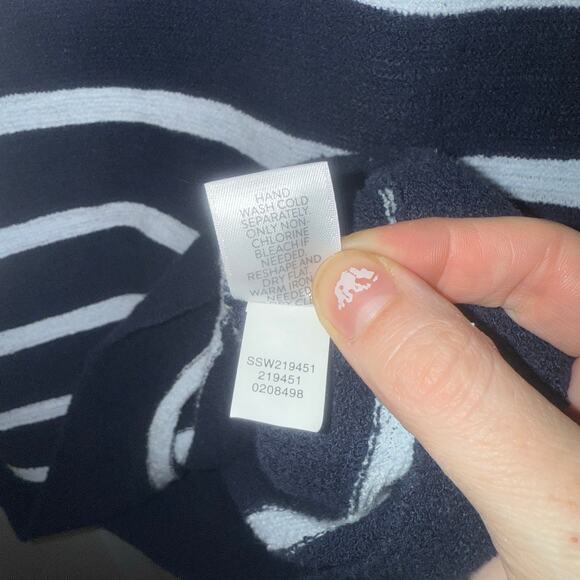 HAND
WASH COLD
SEPARATELY
ONLY NON-
CHLORINE
BLEACH IF
NEEDED
RESHAPE AND
DRY FLAT
WARM IRON
NEEDED
SSW219451
219451
0208498